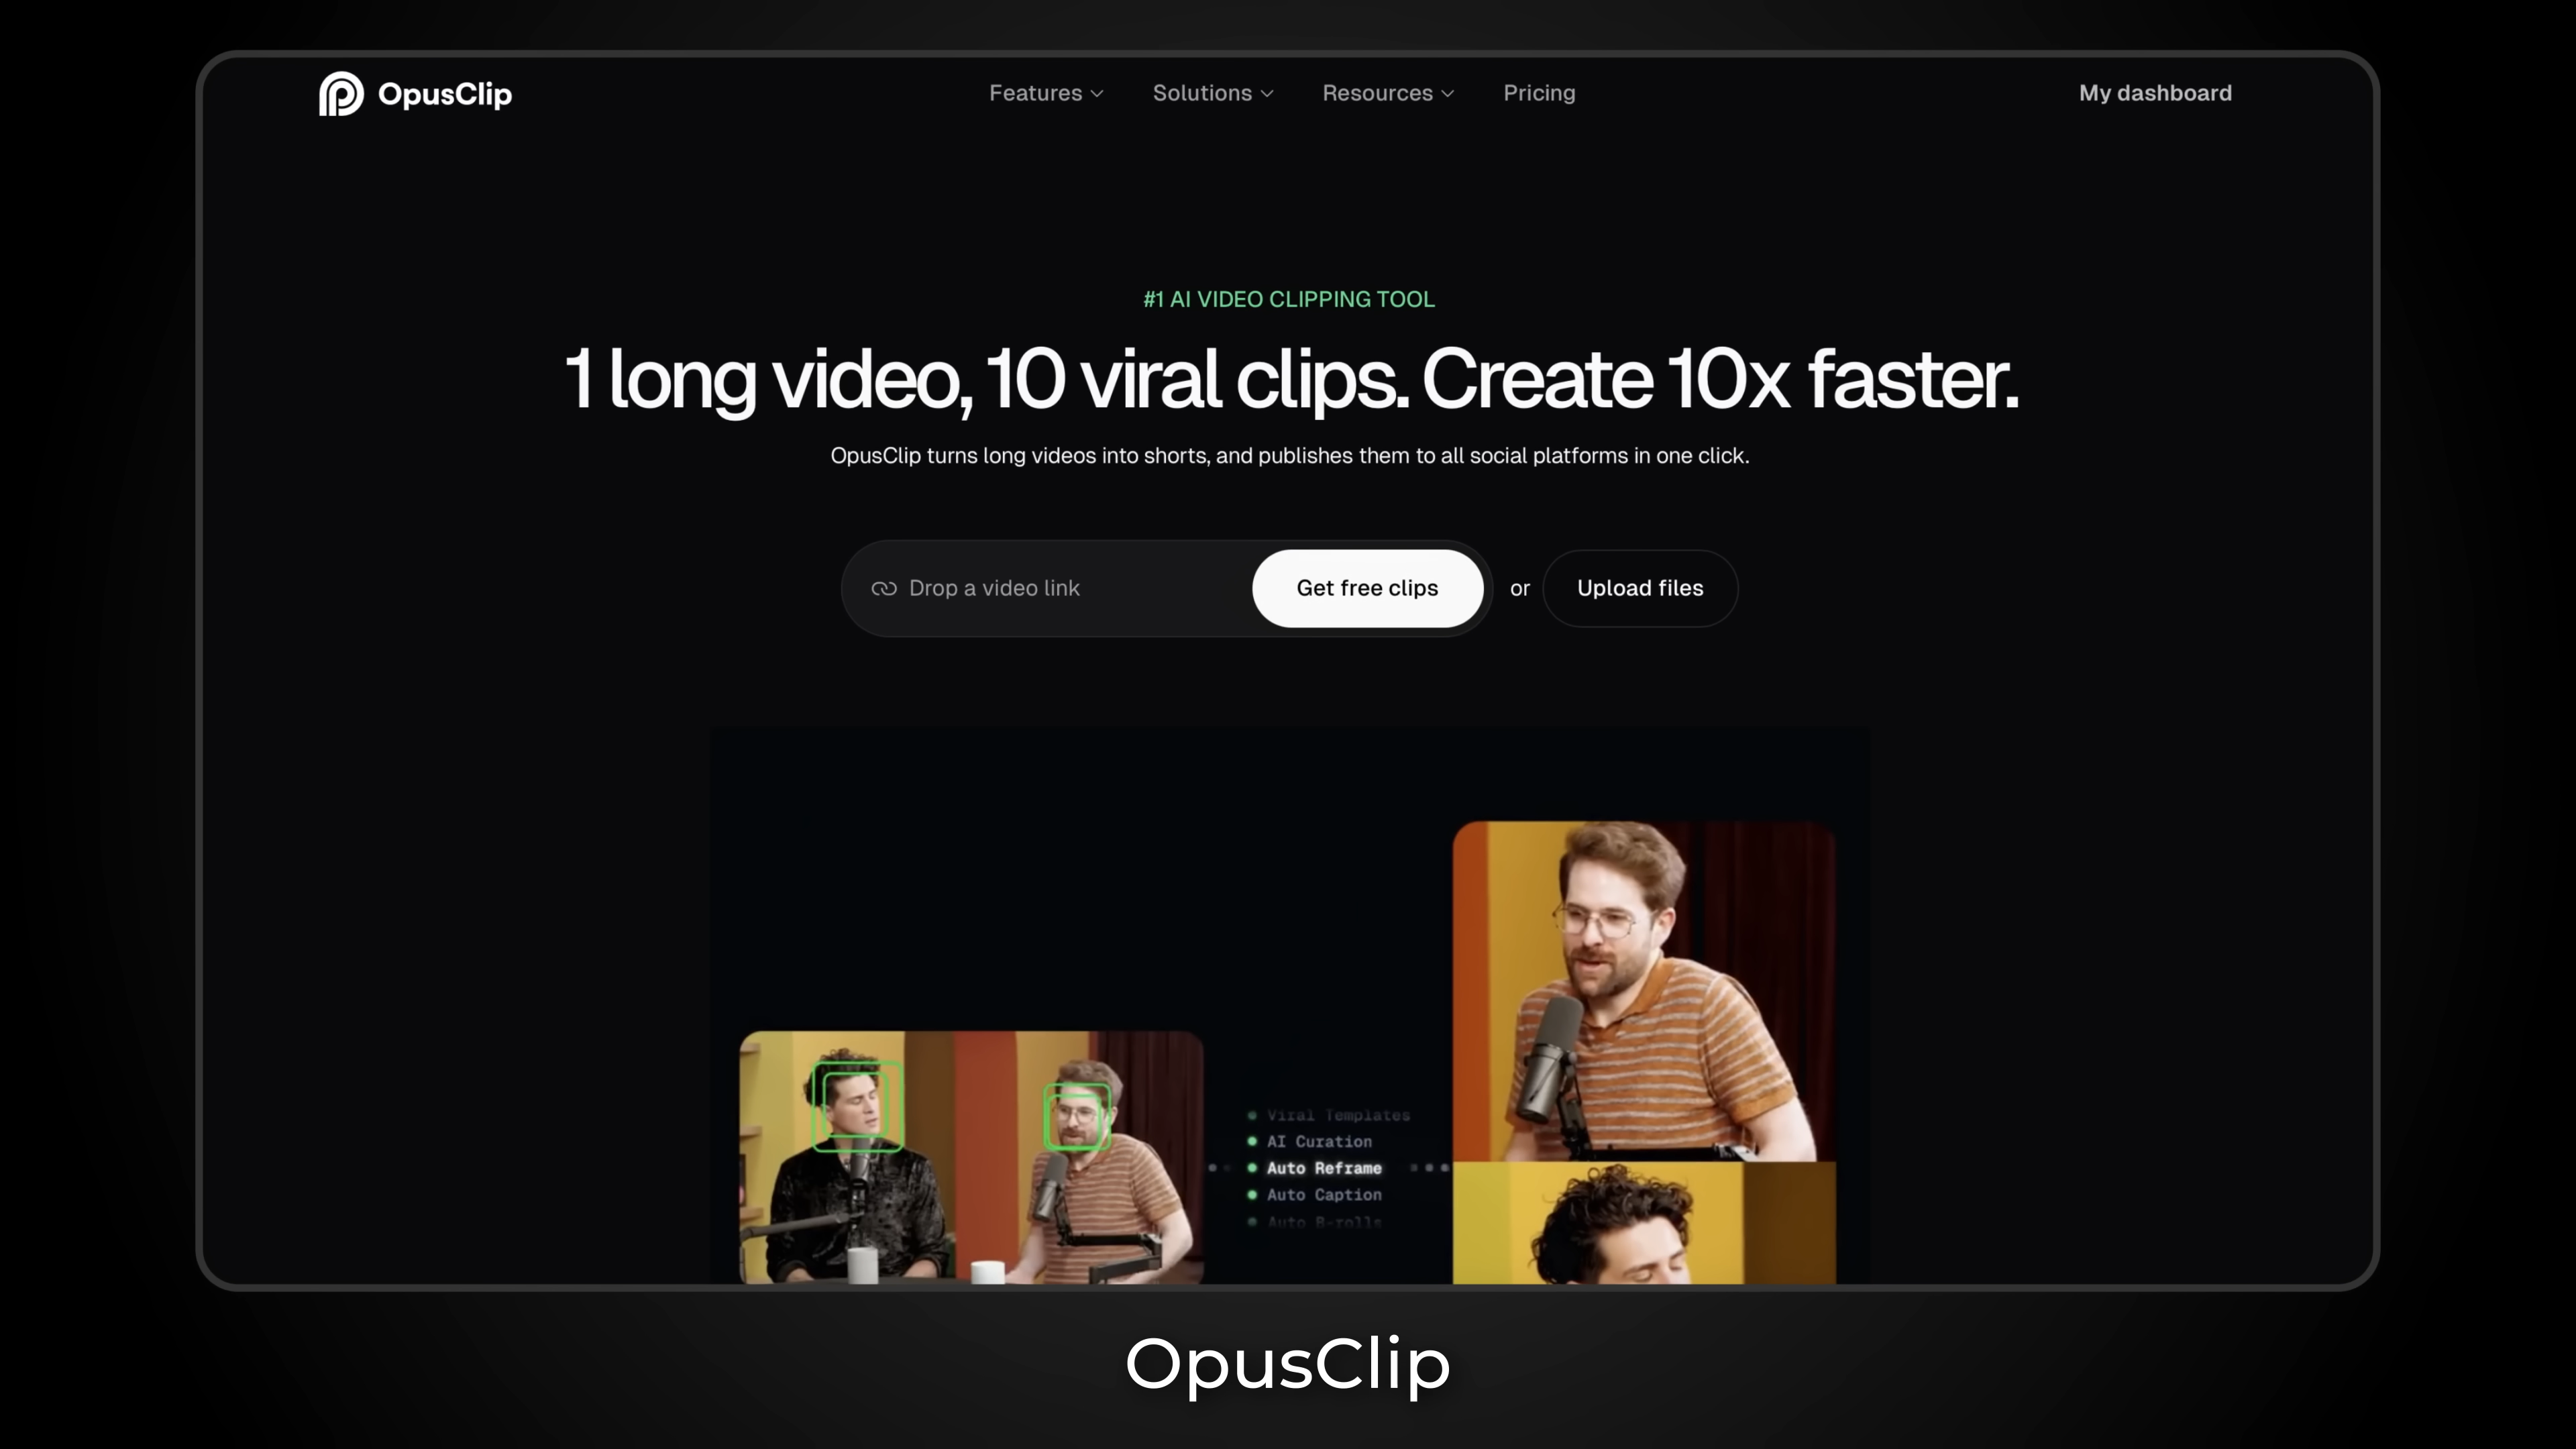 OpusClip
Features
Solutions
Resources
Pricing
My dashboard
#1 AI VIDEO CLIPPING TOOL
1 long video, 10 viral clips. Create 10x faster.
OpusClip turns long videos into shorts, and publishes them to all social platforms in one click.
Drop a video link
Get free clips
or
Upload files
Viral Templates
AI Curation
Auto Reframe
Auto Caption
Auto B-rolls
OpusClip